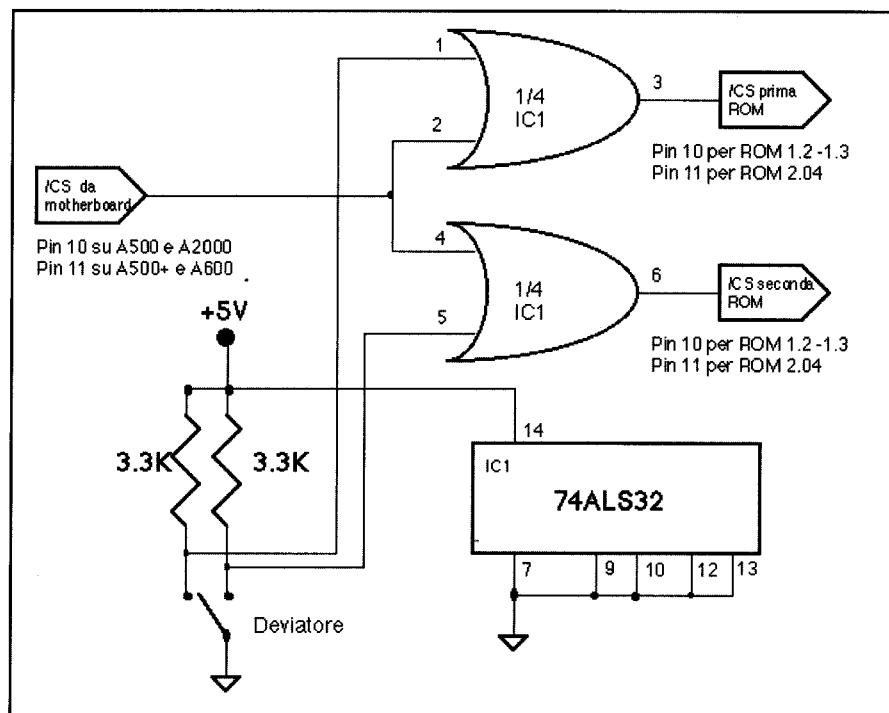 1
2
3
1/4
IC1
/CS prima
ROM
Pin 10 per ROM 1.2 -1.3
Pin 11 per ROM 2.04
/CS da
motherboard
Pin 10 su A500 e A2000
Pin 11 su A500+ e A600
4
5
6
1/4
IC1
/CS seconda
ROM
Pin 10 per ROM 1.2 -1.3
Pin 11 per ROM 2.04
+5V
3.3K
3.3K
14
IC1
74ALS32
7
9
10
12
13
Deviatore